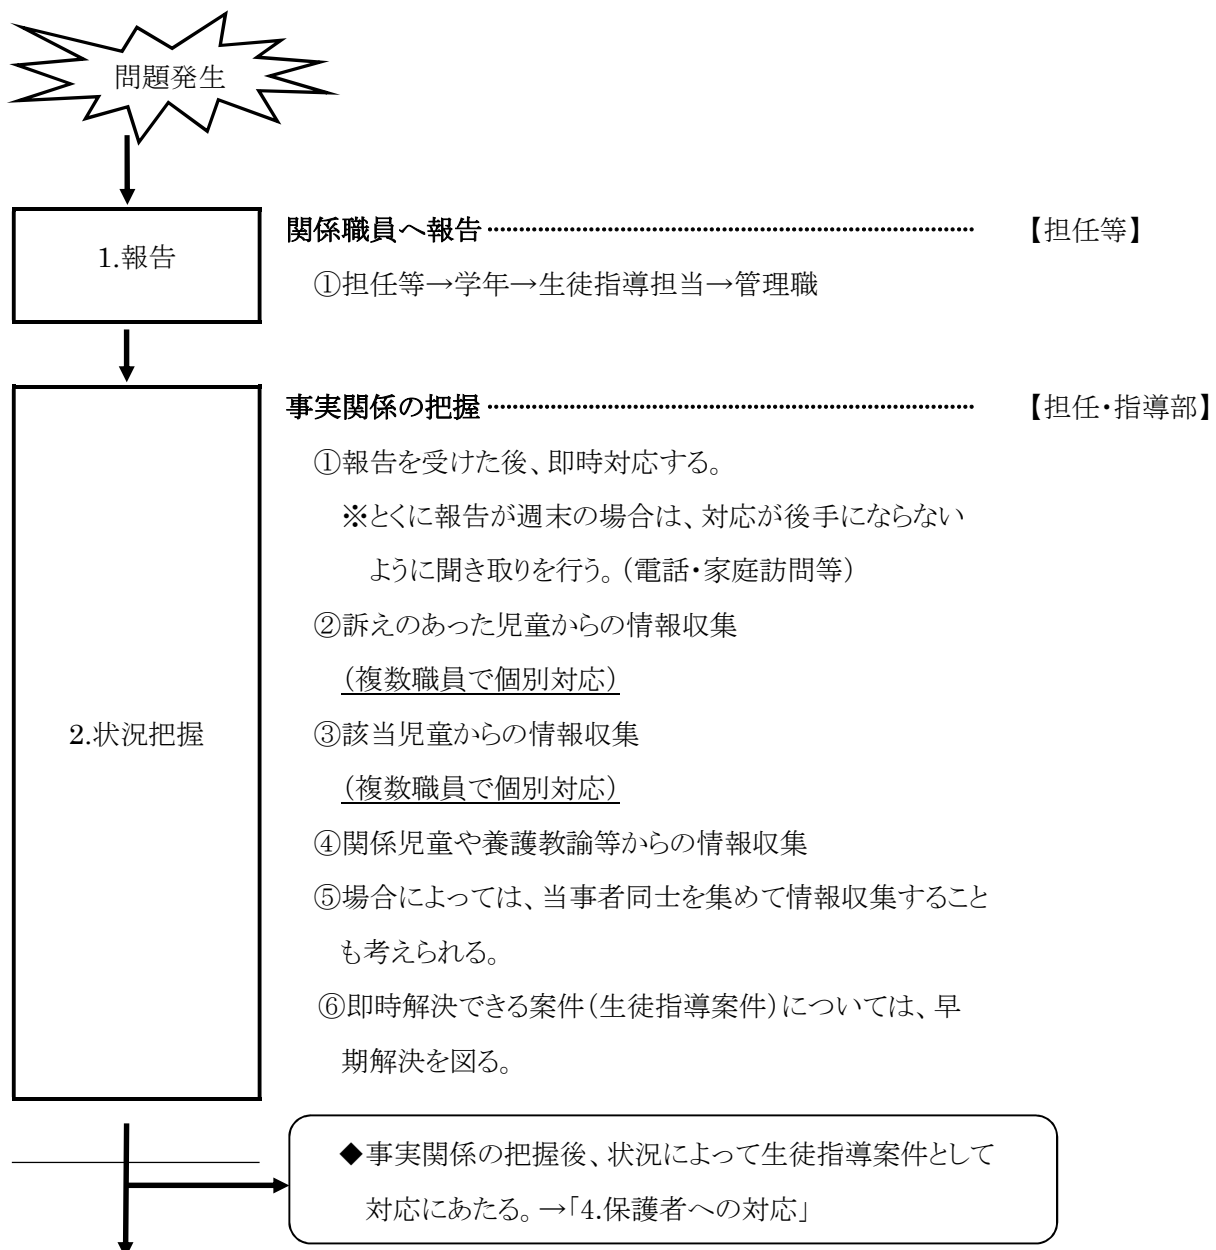 問題発生
1.報告
関係職員へ報告 …………………………………………………… 【担任等】
①担任等→学年→生徒指導担当→管理職
事実関係の把握 …………………………………………………… 【担任・指導部】
①報告を受けた後、即時対応する。
※とくに報告が週末の場合は、対応が後手にならない
ように聞き取りを行う。（電話・家庭訪問等）
②訴えのあった児童からの情報収集
（複数職員で個別対応）
2.状況把握
③該当児童からの情報収集
（複数職員で個別対応）
④関係児童や養護教諭等からの情報収集
⑤場合によっては、当事者同士を集めて情報収集すること
も考えられる。
⑥即時解決できる案件（生徒指導案件）については、早
期解決を図る。
◆事実関係の把握後、状況によって生徒指導案件として
対応にあたる。→「4.保護者への対応」